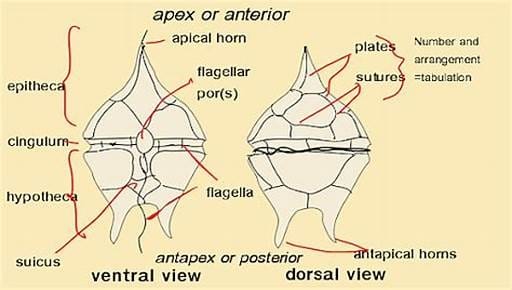 apex or anterior
apical horn
flagellar
por(s)
epitheca
cingulum
hypotheca
flagella
sulcus
antapex or posterior
ventral view
plates
sutures
Number and
arrangement
=tabulation
antapical horns
dorsal view